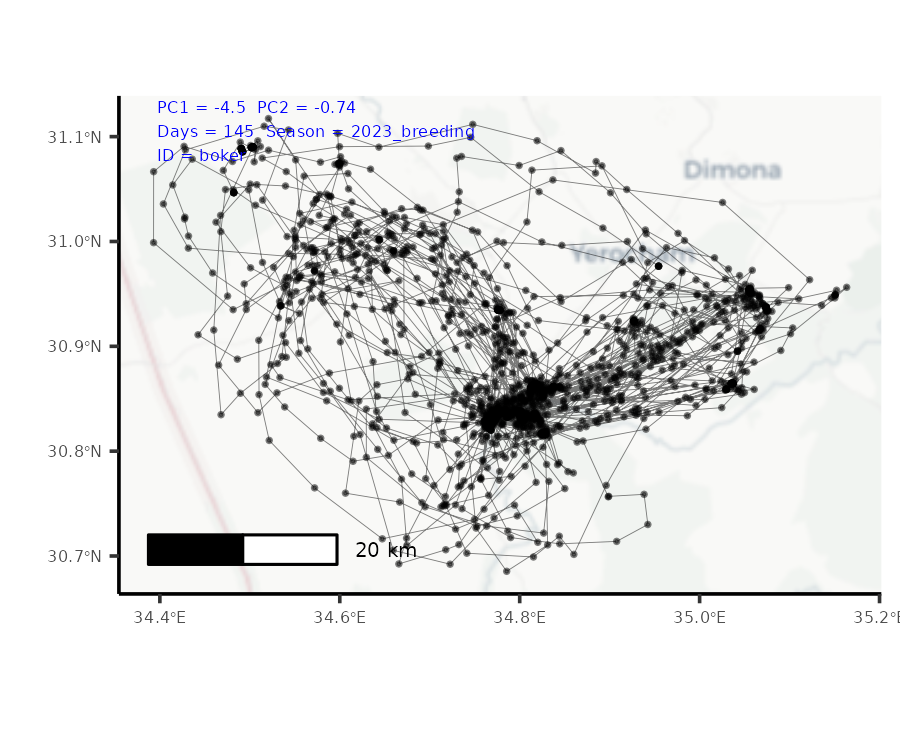 PC1 = -4.5 PC2 = -0.74
Days = 145 Season = 2023_breeding
ID = boker
31.1°N
31.0°N
30.9°N
30.8°N
30.7°N
Dimona
Yeroham
20 km
34.4°E
34.6°E
34.8°E
35.0°E
35.2°E